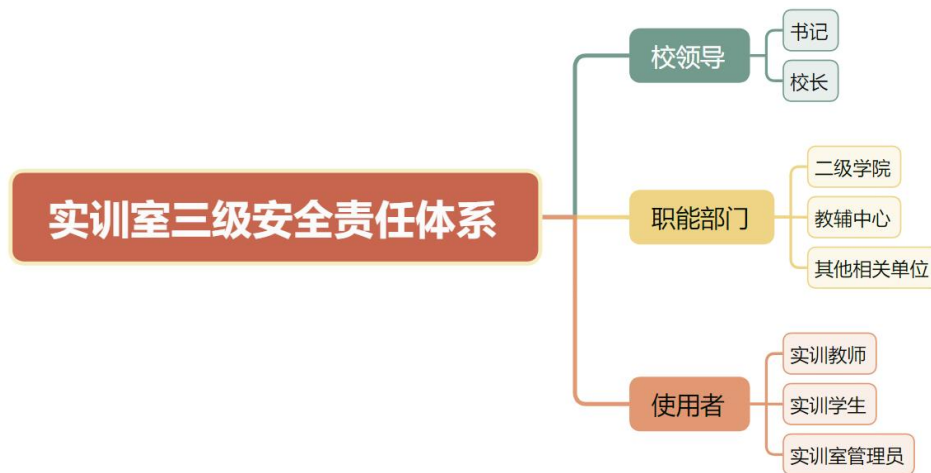 实训室三级安全责任体系
校领导
书记
校长
职能部门
二级学院
教辅中心
其他相关单位
使用者
实训教师
实训学生
实训室管理员